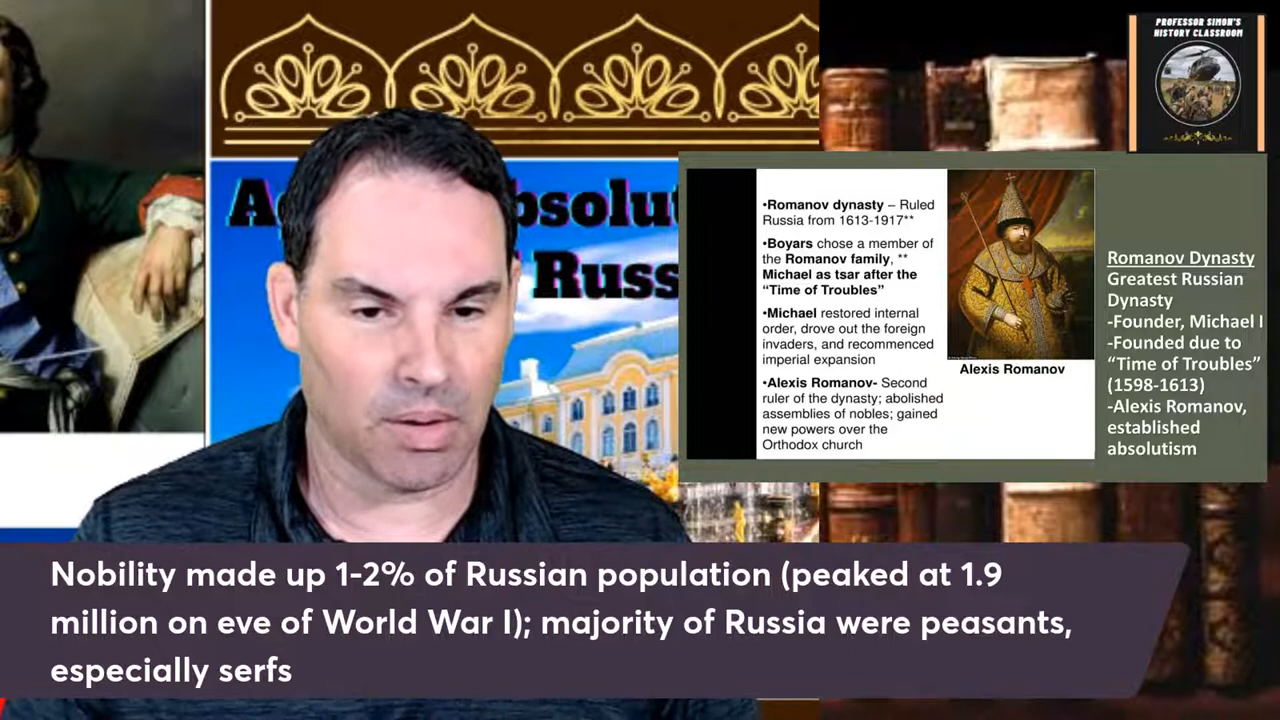 PROFESSOR SIMON'S
HISTORY CLASSROOM
•Romanov dynasty – Ruled
Russia from 1613-1917**
•Boyars chose a member of
the Romanov family, **
Michael as tsar after the
“Time of Troubles”
•Michael restored internal
order, drove out the foreign
invaders, and recommenced
imperial expansion
•Alexis Romanov- Second
ruler of the dynasty; abolished
assemblies of nobles; gained
new powers over the
Orthodox church
Alexis Romanov
Romanov Dynasty
Greatest Russian
Dynasty
-Founder, Michael I
-Founded due to
“Time of Troubles”
(1598-1613)
-Alexis Romanov,
established
absolutism
Nobility made up 1-2% of Russian population (peaked at 1.9
million on eve of World War I); majority of Russia were peasants,
especially serfs